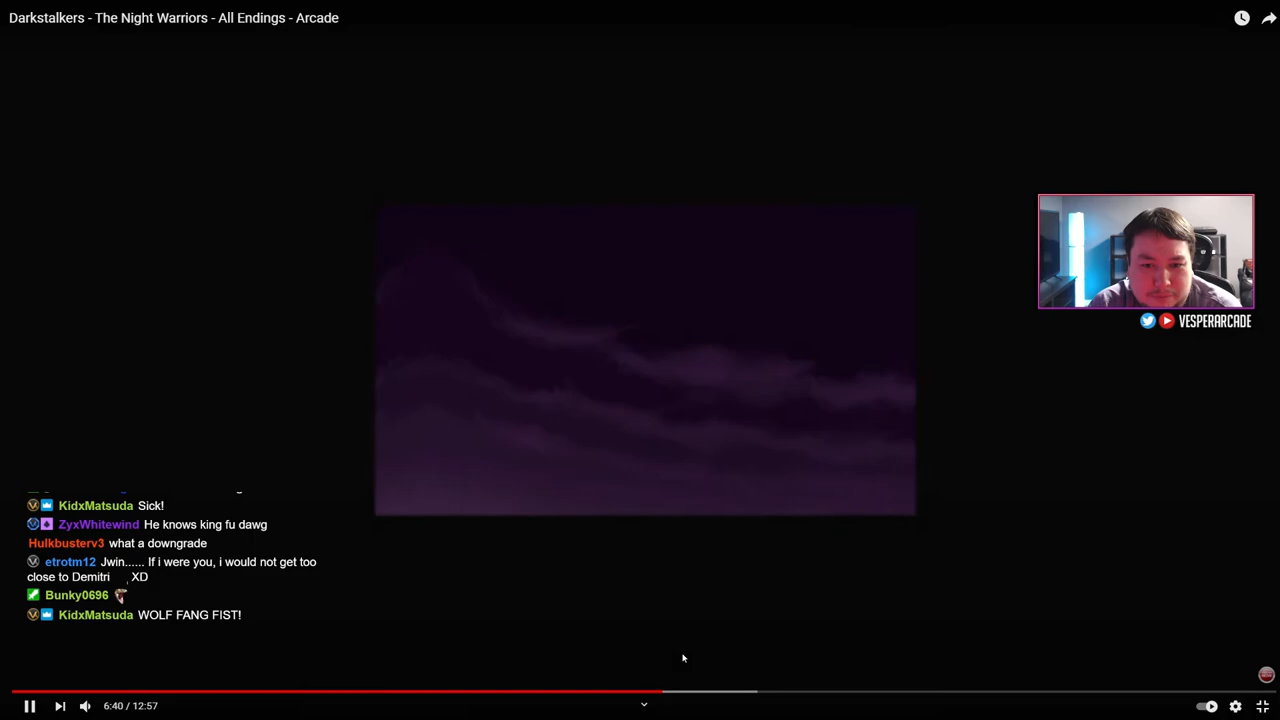 Darkstalkers - The Night Warriors - All Endings - Arcade
VESPERARCADE
KidxMatsuda Sick!
ZyxWhitewind He knows king fu dawg
Hulkbusterv3 what a downgrade
etrotm12 Jwin...... If i were you, i would not get too
close to Demitri , XD
Bunky0696
KidxMatsuda WOLF FANG FIST!
6:40 / 12:57